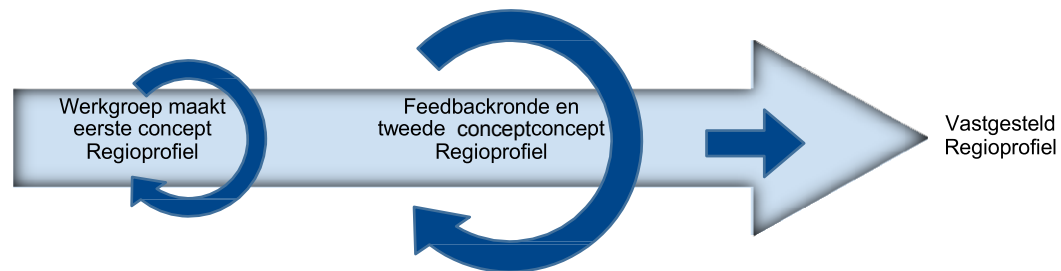 Werkgroep maakt
eerste concept
Regioprofiel
Feedbackronde en
tweede conceptconcept
Regioprofiel
Vastgesteld
Regioprofiel